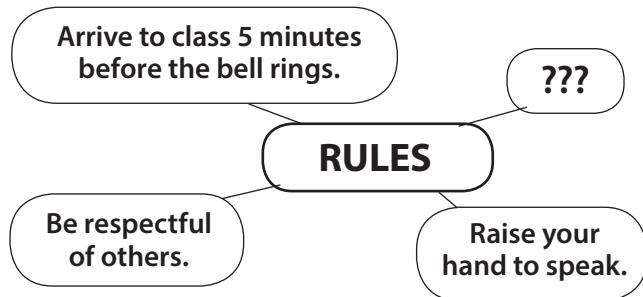 Arrive to class 5 minutes
before the bell rings.
???
RULES
Be respectful
of others.
Raise your
hand to speak.